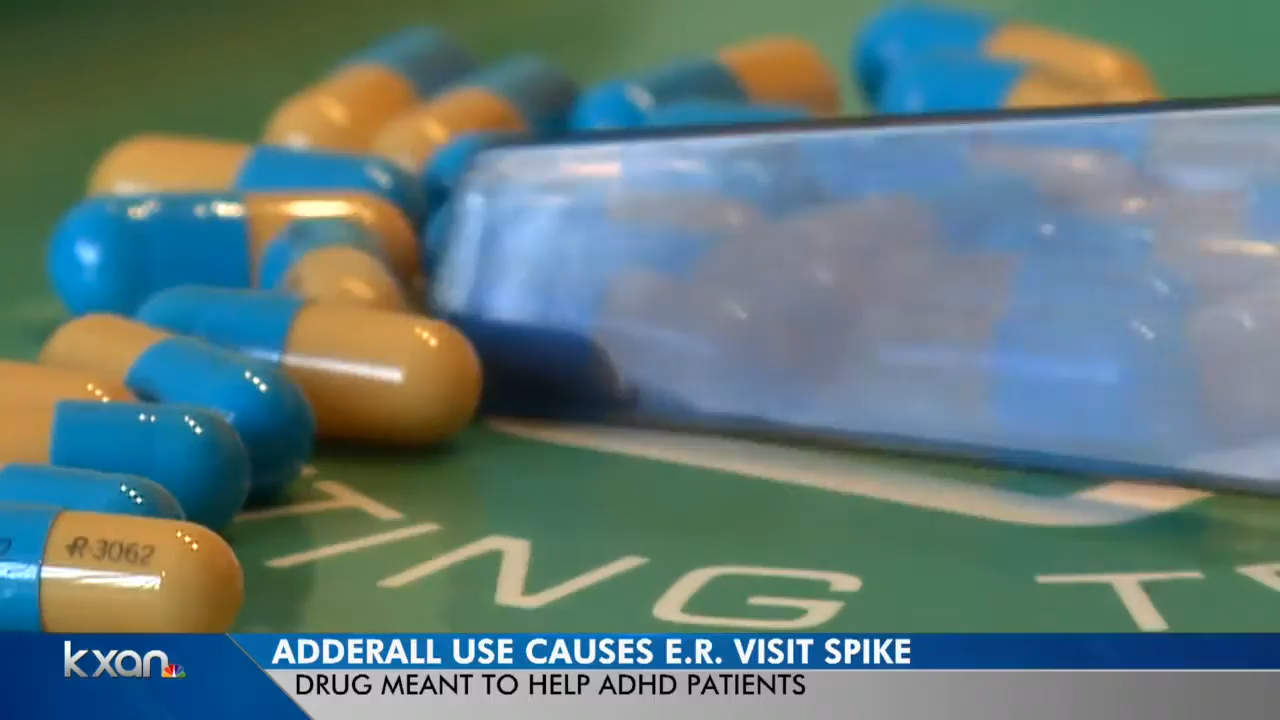 R-3062
ING
kxan
ADDERALL USE CAUSES E.R. VISIT SPIKE
DRUG MEANT TO HELP ADHD PATIENTS